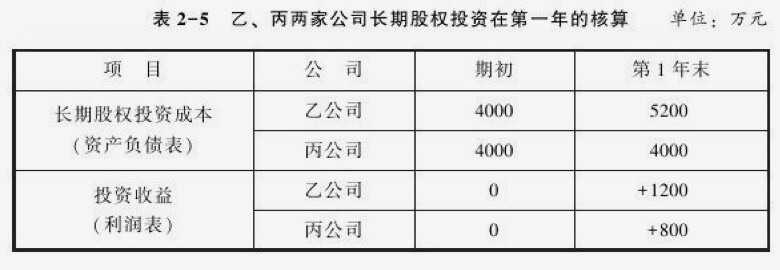 表 2-5 乙、丙两家公司长期股权投资在第一年的核算 单位：万元
项 目 公 司 期初 第 1 年末
长期股权投资成本
(资产负债表)
乙公司 4000 5200
丙公司 4000 4000
投资收益
(利润表)
乙公司 0 +1200
丙公司 0 +800